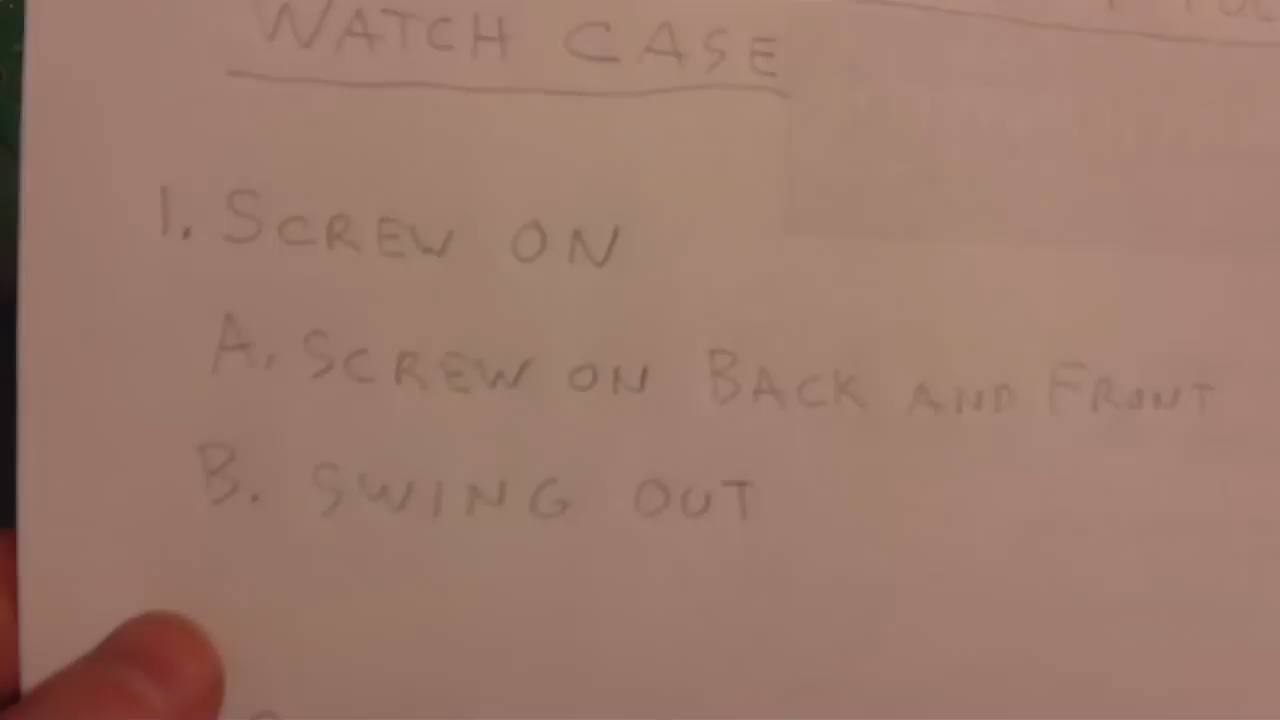 WATCH CASE
1. SCREW ON
A. SCREW ON BACK AND FRONT
B. SWING OUT